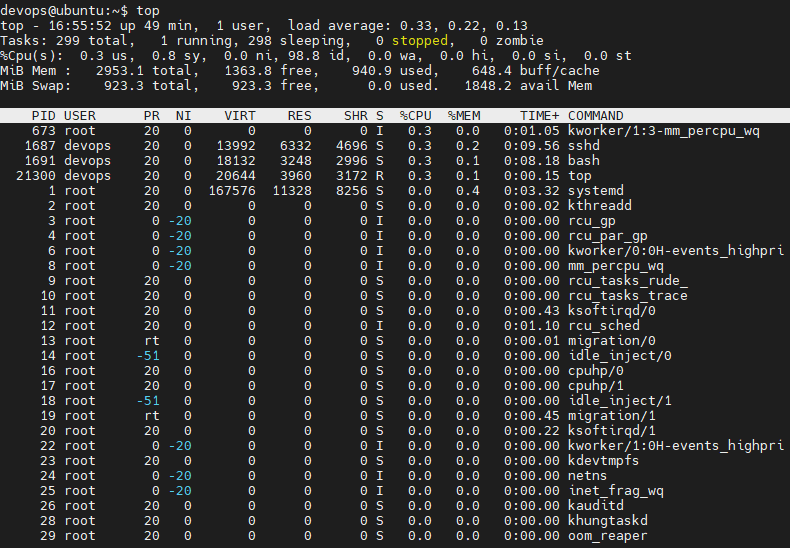 devops@ubuntu:~$ top
top - 16:55:52 up 49 min,  1 user,  load average: 0.33, 0.22, 0.13
Tasks: 299 total,   1 running, 298 sleeping,   0 stopped,   0 zombie
%Cpu(s):  0.3 us,  0.8 sy,  0.0 ni, 98.8 id,  0.0 wa,  0.0 hi,  0.0 si,  0.0 st
MiB Mem :   2953.1 total,   1363.8 free,    940.9 used,    648.4 buff/cache
MiB Swap:    923.3 total,    923.3 free,      0.0 used.   1848.2 avail Mem
PID USER      PR  NI    VIRT    RES    SHR S  %CPU  %MEM     TIME+ COMMAND
673 root      20   0       0      0      0 I   0.3   0.0   0:01.05 kworker/1:3-mm_percpu_wq
1687 devops    20   0   13992   6332   4696 S   0.3   0.2   0:09.56 sshd
1691 devops    20   0   18132   3248   2996 S   0.3   0.1   0:08.18 bash
21300 devops    20   0   20644   3960   3172 R   0.3   0.1   0:00.15 top
1 root      20   0  167576  11328   8256 S   0.0   0.4   0:03.32 systemd
2 root      20   0       0      0      0 S   0.0   0.0   0:00.02 kthreadd
3 root       0 -20       0      0      0 I   0.0   0.0   0:00.00 rcu_gp
4 root       0 -20       0      0      0 I   0.0   0.0   0:00.00 rcu_par_gp
6 root       0 -20       0      0      0 I   0.0   0.0   0:00.00 kworker/0:0H-events_highpri
8 root       0 -20       0      0      0 I   0.0   0.0   0:00.00 mm_percpu_wq
9 root      20   0       0      0      0 S   0.0   0.0   0:00.00 rcu_tasks_rude_
10 root      20   0       0      0      0 S   0.0   0.0   0:00.00 rcu_tasks_trace
11 root      20   0       0      0      0 S   0.0   0.0   0:00.43 ksoftirqd/0
12 root      20   0       0      0      0 I   0.0   0.0   0:01.10 rcu_sched
13 root      rt   0       0      0      0 S   0.0   0.0   0:00.01 migration/0
14 root     -51   0       0      0      0 S   0.0   0.0   0:00.00 idle_inject/0
16 root      20   0       0      0      0 S   0.0   0.0   0:00.00 cpuhp/0
17 root      20   0       0      0      0 S   0.0   0.0   0:00.00 cpuhp/1
18 root     -51   0       0      0      0 S   0.0   0.0   0:00.00 idle_inject/1
19 root      rt   0       0      0      0 S   0.0   0.0   0:00.45 migration/1
20 root      20   0       0      0      0 S   0.0   0.0   0:00.22 ksoftirqd/1
22 root       0 -20       0      0      0 I   0.0   0.0   0:00.00 kworker/1:0H-events_highpri
23 root      20   0       0      0      0 S   0.0   0.0   0:00.00 kdevtmpfs
24 root       0 -20       0      0      0 I   0.0   0.0   0:00.00 netns
25 root       0 -20       0      0      0 I   0.0   0.0   0:00.00 inet_frag_wq
26 root      20   0       0      0      0 S   0.0   0.0   0:00.00 kauditd
28 root      20   0       0      0      0 S   0.0   0.0   0:00.00 khungtaskd
29 root      20   0       0      0      0 S   0.0   0.0   0:00.00 oom_reaper